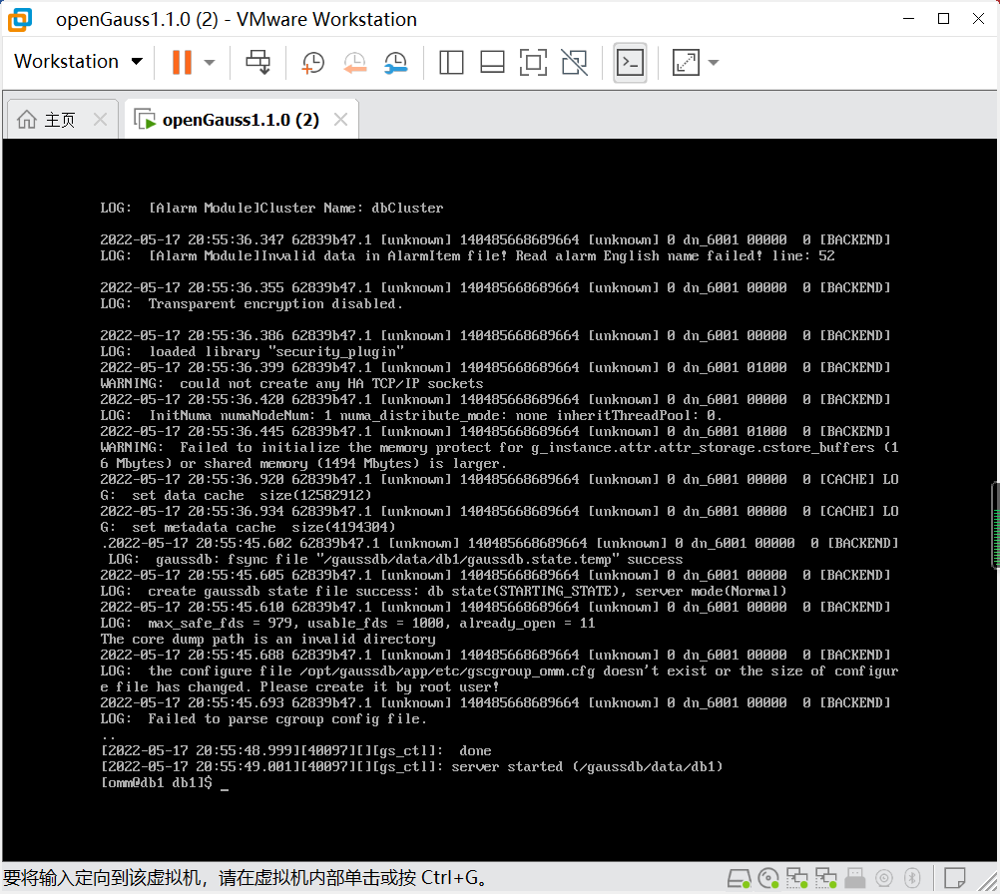 openGauss1.1.0 (2) - VMware Workstation
Workstation
主页
openGauss1.1.0 (2)
LOG:  [Alarm Module]Cluster Name: dbCluster
2022-05-17 20:55:36.347 62839b47.1 [unknown] 140485668689664 [unknown] 0 dn_6001 00000  0 [BACKEND]
LOG:  [Alarm Module]Invalid data in AlarmItem file! Read alarm English name failed! line: 52
2022-05-17 20:55:36.355 62839b47.1 [unknown] 140485668689664 [unknown] 0 dn_6001 00000  0 [BACKEND]
LOG:  Transparent encryption disabled.
2022-05-17 20:55:36.386 62839b47.1 [unknown] 140485668689664 [unknown] 0 dn_6001 00000  0 [BACKEND]
LOG:  loaded library "security_plugin"
2022-05-17 20:55:36.399 62839b47.1 [unknown] 140485668689664 [unknown] 0 dn_6001 01000  0 [BACKEND]
WARNING:  could not create any HA TCP/IP sockets
2022-05-17 20:55:36.420 62839b47.1 [unknown] 140485668689664 [unknown] 0 dn_6001 00000  0 [BACKEND]
LOG:  InitNuma numaNodeNum: 1 numa_distribute_mode: none inheritThreadPool: 0.
2022-05-17 20:55:36.445 62839b47.1 [unknown] 140485668689664 [unknown] 0 dn_6001 01000  0 [BACKEND]
WARNING:  Failed to initialize the memory protect for g_instance.attr.attr_storage.cstore_buffers (1
6 Mbytes) or shared memory (1494 Mbytes) is larger.
2022-05-17 20:55:36.920 62839b47.1 [unknown] 140485668689664 [unknown] 0 dn_6001 00000  0 [CACHE] LO
G:  set data cache  size(12582912)
2022-05-17 20:55:36.934 62839b47.1 [unknown] 140485668689664 [unknown] 0 dn_6001 00000  0 [CACHE] LO
G:  set metadata cache  size(4194304)
.2022-05-17 20:55:45.602 62839b47.1 [unknown] 140485668689664 [unknown] 0 dn_6001 00000  0 [BACKEND]
 LOG:  gaussdb: fsync file "/gaussdb/data/db1/gaussdb.state.temp" success
2022-05-17 20:55:45.605 62839b47.1 [unknown] 140485668689664 [unknown] 0 dn_6001 00000  0 [BACKEND]
LOG:  create gaussdb state file success: db state(STARTING_STATE), server mode(Normal)
2022-05-17 20:55:45.610 62839b47.1 [unknown] 140485668689664 [unknown] 0 dn_6001 00000  0 [BACKEND]
LOG:  max_safe_fds = 979, usable_fds = 1000, already_open = 11
The core dump path is an invalid directory
2022-05-17 20:55:45.688 62839b47.1 [unknown] 140485668689664 [unknown] 0 dn_6001 00000  0 [BACKEND]
LOG:  the configure file /opt/gaussdb/app/etc/gscgroup_omm.cfg doesn't exist or the size of configur
e file has changed. Please create it by root user!
2022-05-17 20:55:45.693 62839b47.1 [unknown] 140485668689664 [unknown] 0 dn_6001 00000  0 [BACKEND]
LOG:  Failed to parse cgroup config file.
..
[2022-05-17 20:55:48.999][40097][][gs_ctl]:  done
[2022-05-17 20:55:49.001][40097][][gs_ctl]: server started (/gaussdb/data/db1)
[omm@db1 db1]$ _
要将输入定向到该虚拟机，请在虚拟机内部单击或按 Ctrl+G。